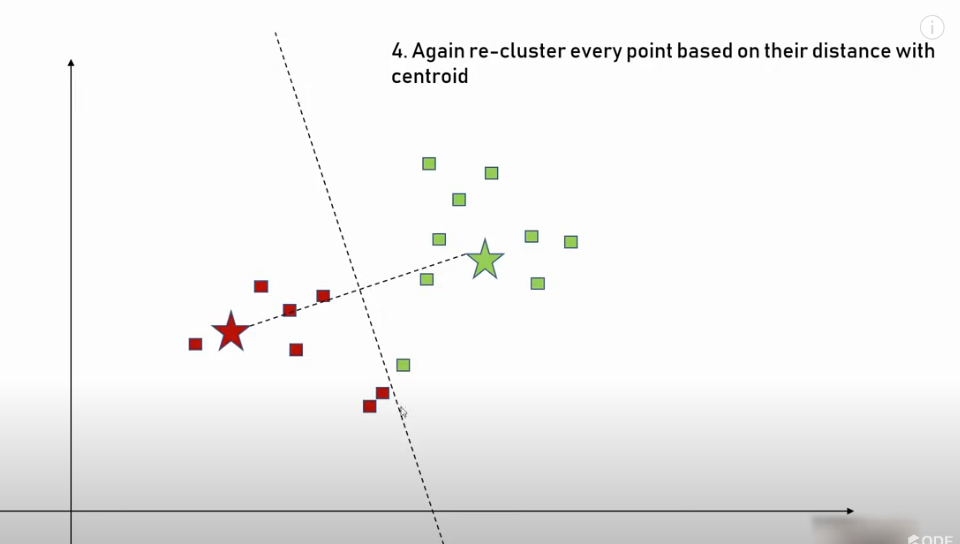 4. Again re-cluster every point based on their distance with
centroid